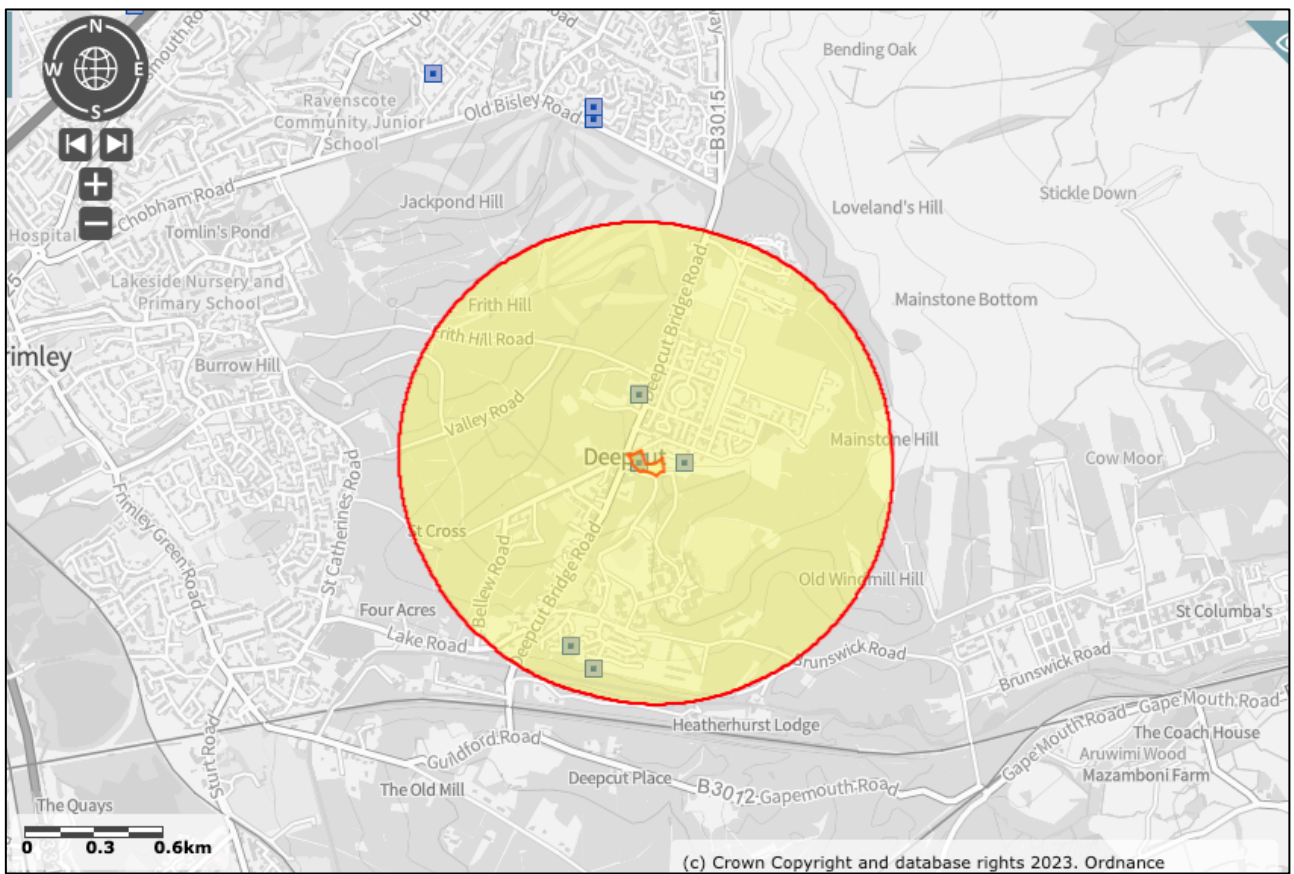 N
W
E
S
Bending Oak
Ravenscote
Community Junior
School
Old Bisley Road
B3015
Chobham Road
Jackpond Hill
Stickle Down
Loveland's Hill
Hospital
Tomlin's Pond
Lakeside Nursery and
Primary School
Mainstone Bottom
Frith Hill
Deepcut Bridge Road
rith Hill Road
rimley
Burrow Hill
Valley Road
Mainstone Hill
Deepcut
Cow Moor
St Catherines Road
Frimley Green Road
St Cross
Bellew Road
Deepcut Bridge Road
Old Windmill Hill
Four Acres
St Columba's
Lake Road
Brunswick Road
Brunswick Road
Heatherhurst Lodge
Gape Mouth Road
Gape Mouth Road
The Coach House
Sturt Road
Guildford Road
Aruwimi Wood
Mazamboni Farm
Deepcut Place
The Old Mill
B3012 Gapemouth Road
The Quays
0 0.3 0.6km
(c) Crown Copyright and database rights 2023. Ordnance